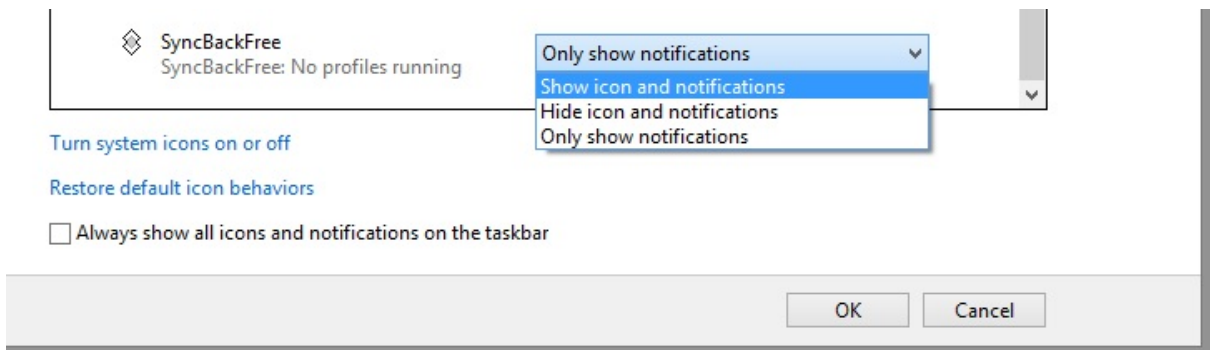 SyncBackFree
SyncBackFree: No profiles running
Only show notifications
Show icon and notifications
Hide icon and notifications
Only show notifications
Turn system icons on or off
Restore default icon behaviors
Always show all icons and notifications on the taskbar
OK
Cancel